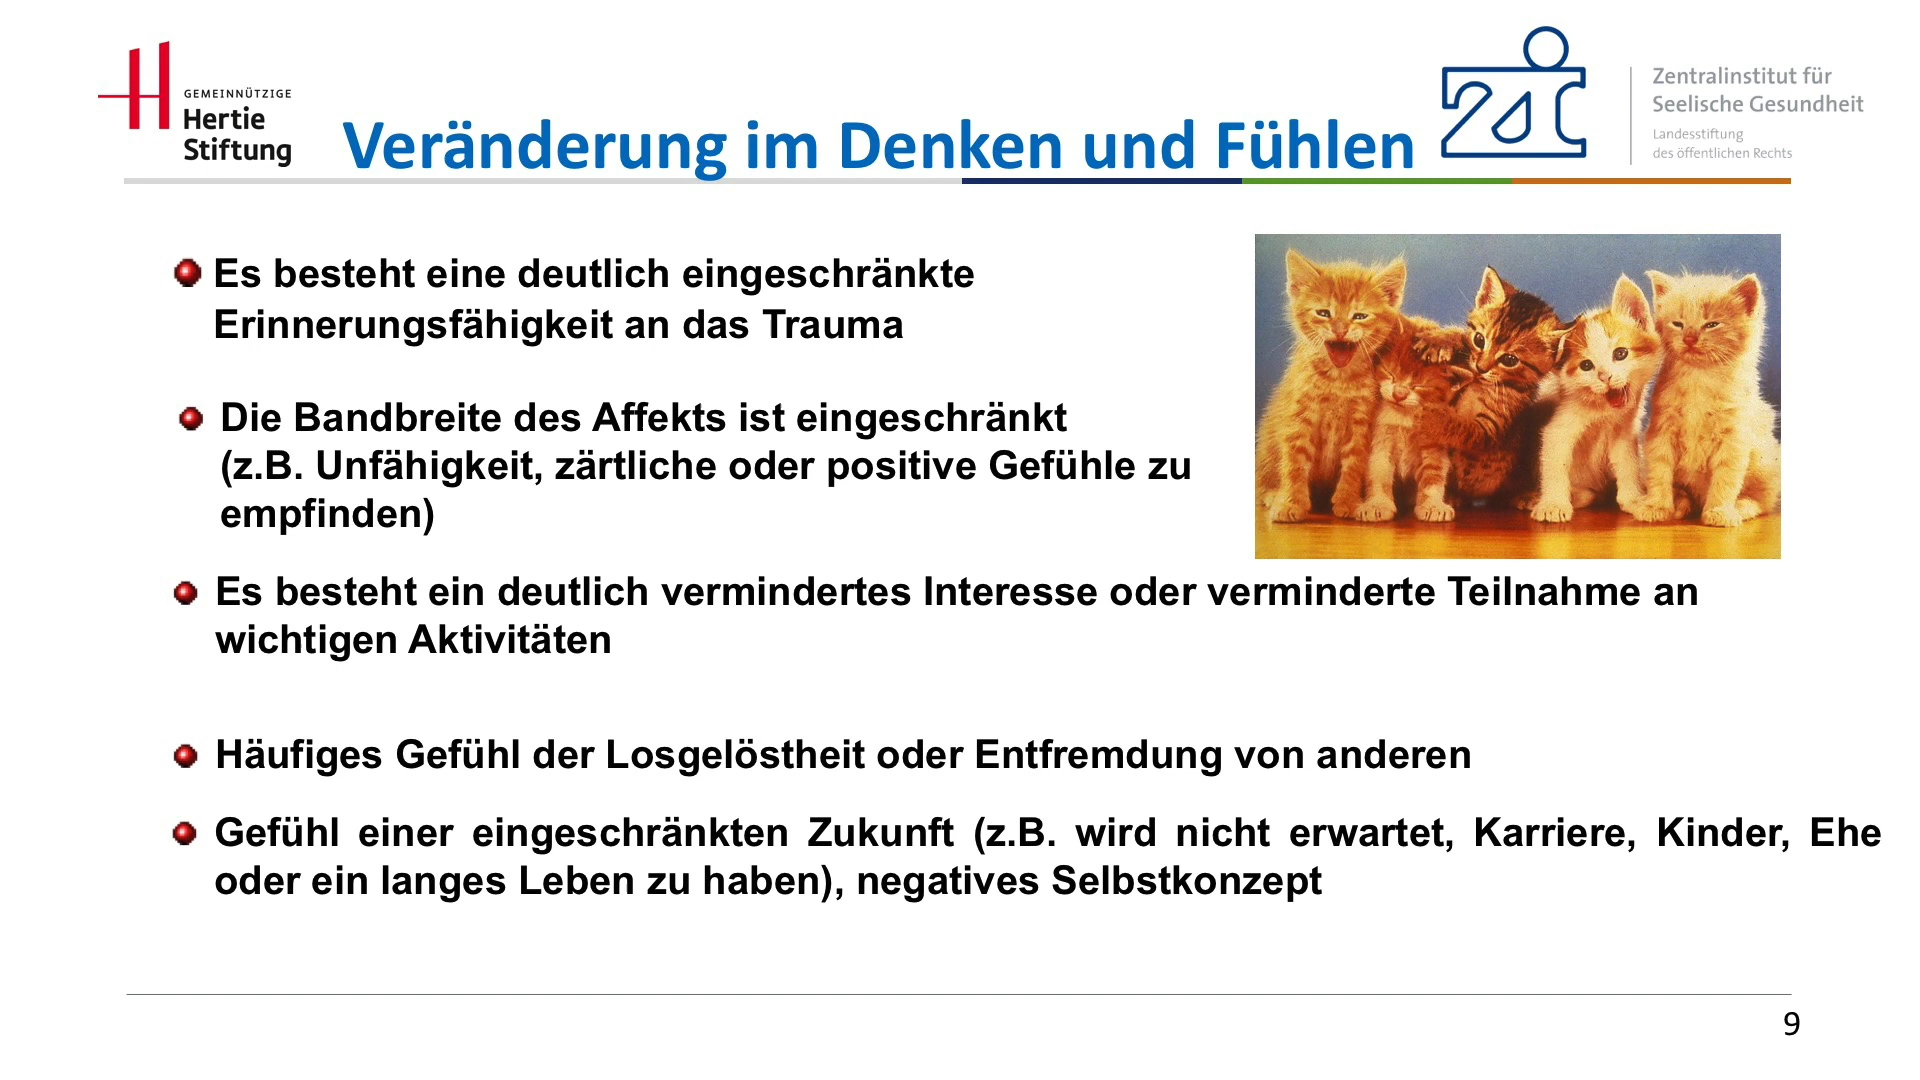 GEMEINNÜTZIGE
Hertie
Stiftung
Veränderung im Denken und Fühlen
zi
Zentralinstitut für
Seelische Gesundheit
Landesstiftung
des öffentlichen Rechts
Es besteht eine deutlich eingeschränkte
Erinnerungsfähigkeit an das Trauma
Die Bandbreite des Affekts ist eingeschränkt
(z.B. Unfähigkeit, zärtliche oder positive Gefühle zu
empfinden)
Es besteht ein deutlich vermindertes Interesse oder verminderte Teilnahme an
wichtigen Aktivitäten
Häufiges Gefühl der Losgelöstheit oder Entfremdung von anderen
Gefühl einer eingeschränkten Zukunft (z.B. wird nicht erwartet, Karriere, Kinder, Ehe
oder ein langes Leben zu haben), negatives Selbstkonzept
9